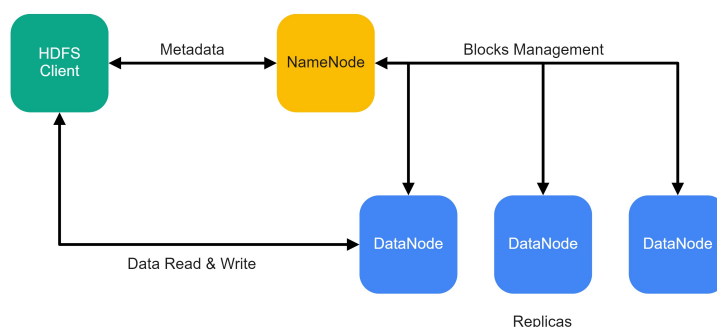 HDFS
Client
Metadata
NameNode
Blocks Management
DataNode
DataNode
DataNode
Data Read & Write
Replicas